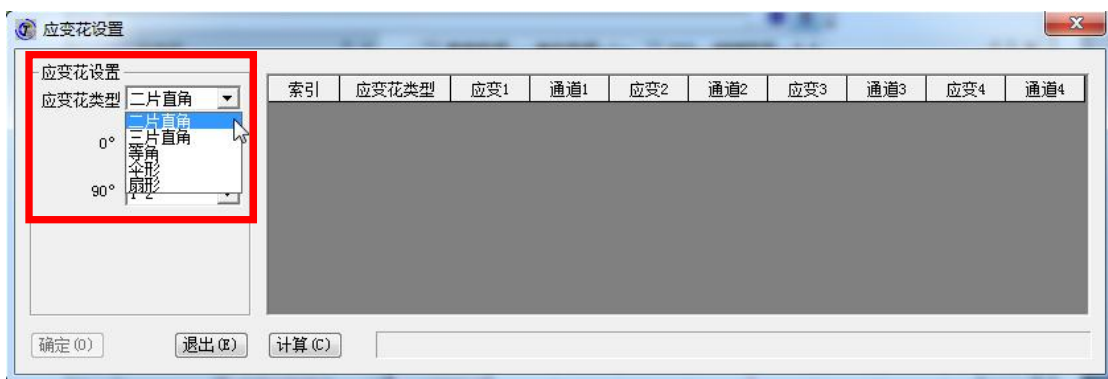 应变花设置
应变花设置
应变花类型 二片直角
二片直角
三片直角
等角
伞形
扇形
0°
90° 1-2
索引 应变花类型 应变1 通道1 应变2 通道2 应变3 通道3 应变4 通道4
确定(O) 退出(E) 计算(C)